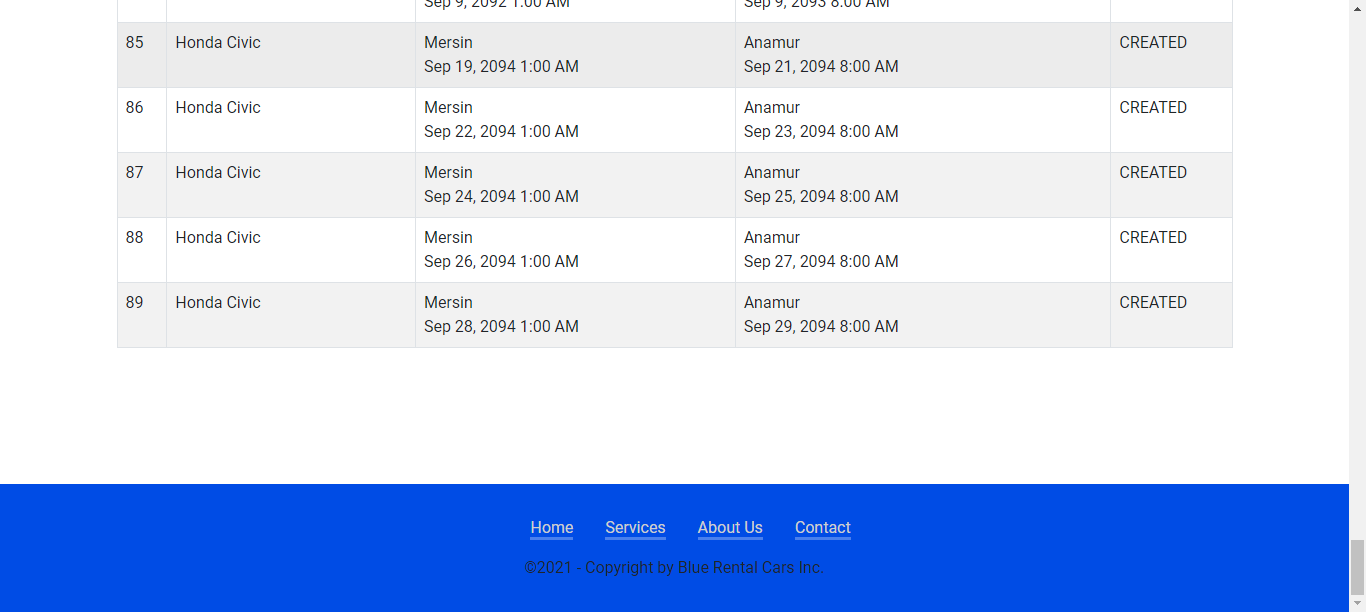 Sep 9, 2092 1:00 AM Sep 9, 2093 8:00 AM
85 Honda Civic Mersin Anamur CREATED
Sep 19, 2094 1:00 AM Sep 21, 2094 8:00 AM
86 Honda Civic Mersin Anamur CREATED
Sep 22, 2094 1:00 AM Sep 23, 2094 8:00 AM
87 Honda Civic Mersin Anamur CREATED
Sep 24, 2094 1:00 AM Sep 25, 2094 8:00 AM
88 Honda Civic Mersin Anamur CREATED
Sep 26, 2094 1:00 AM Sep 27, 2094 8:00 AM
89 Honda Civic Mersin Anamur CREATED
Sep 28, 2094 1:00 AM Sep 29, 2094 8:00 AM
Home Services About Us Contact
©2021 - Copyright by Blue Rental Cars Inc.